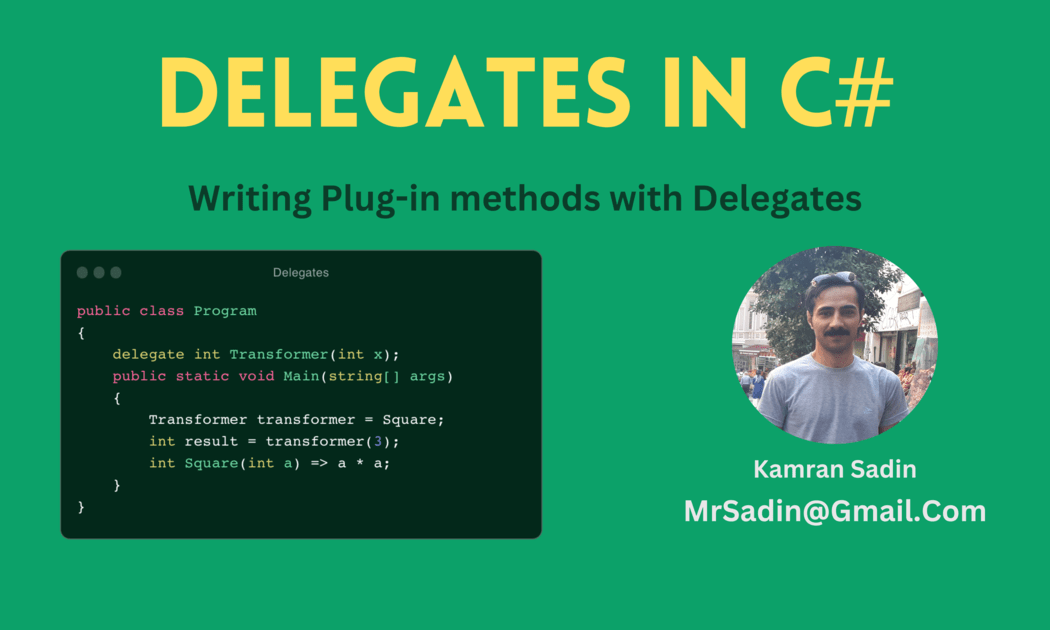 DELEGATES IN C#
Writing Plug-in methods with Delegates
Delegates
public class Program
{
    delegate int Transformer(int x);
    public static void Main(string[] args)
    {
        Transformer transformer = Square;
        int result = transformer(3);
        int Square(int a) => a * a;
    }
}
Kamran Sadin
MrSadin@Gmail.Com